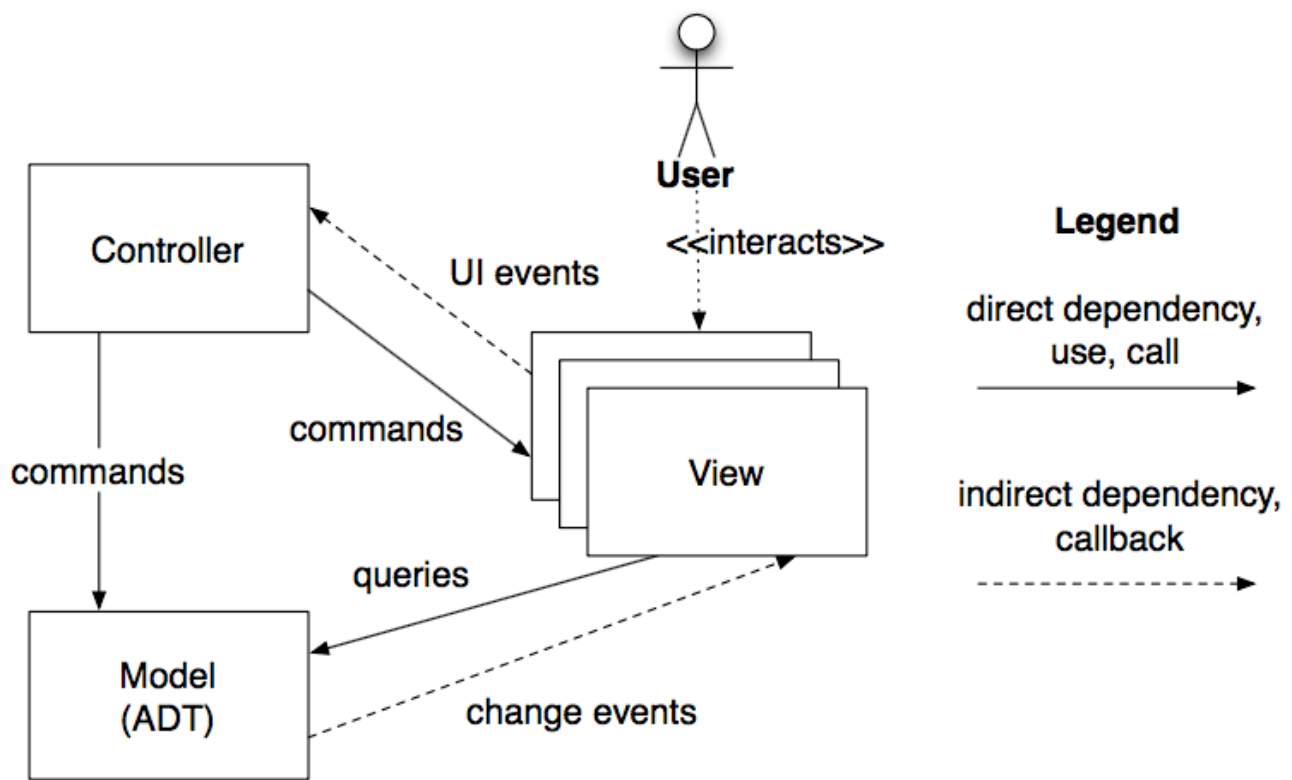 User
Controller
<<interacts>>
UI events
commands
commands
View
queries
Model
(ADT)
change events
Legend
direct dependency,
use, call
indirect dependency,
callback